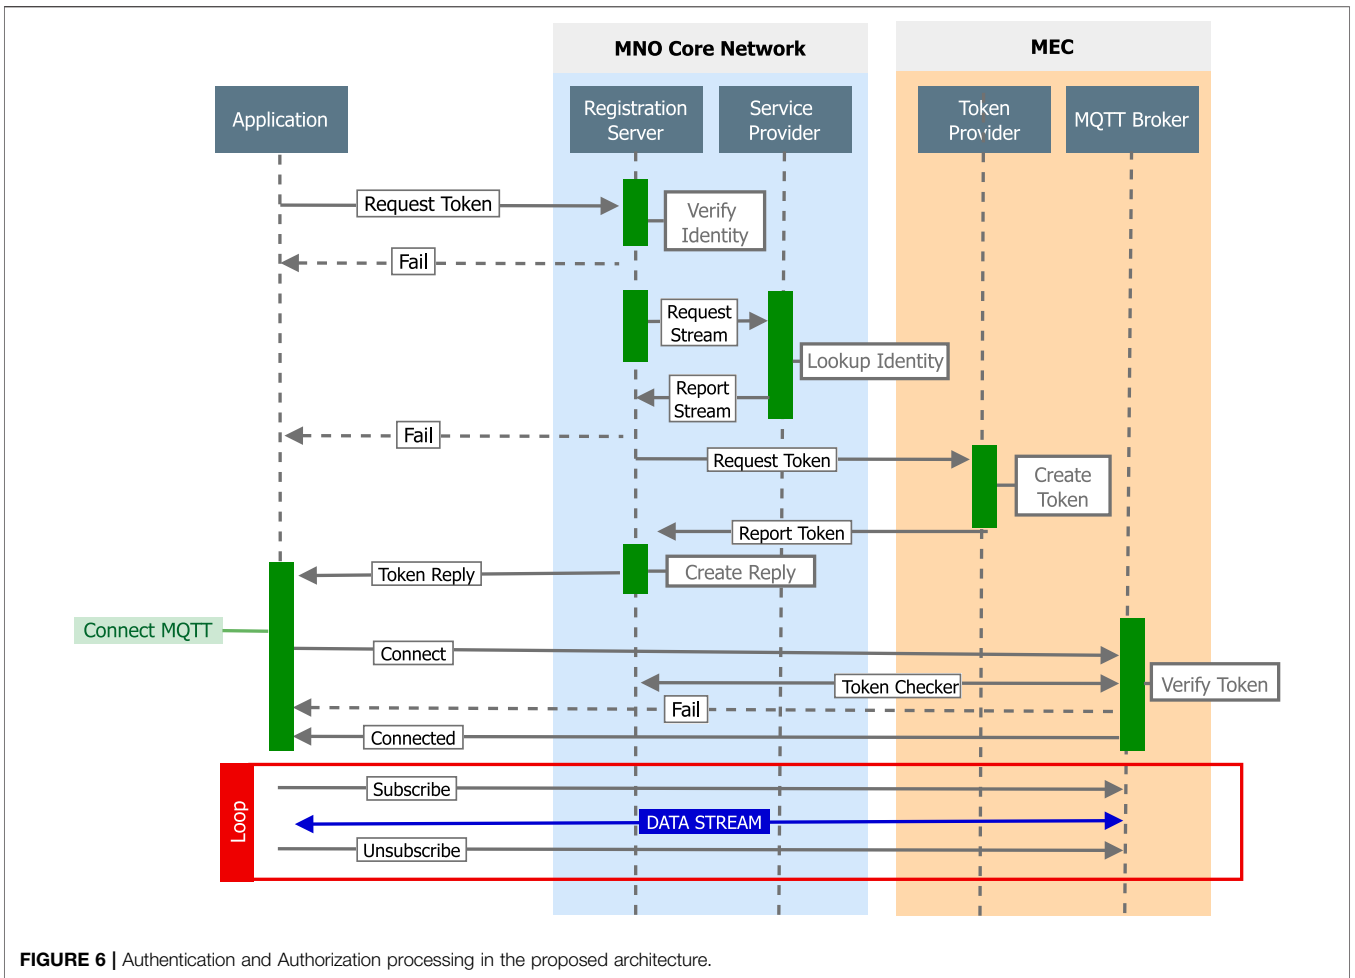 MNO Core Network
MEC
Application
Registration
Server
Service
Provider
Token
Provider
MQTT Broker
Request Token
Verify
Identity
Fail
Request
Stream
Lookup Identity
Report
Stream
Fail
Request Token
Create
Token
Report Token
Create Reply
Token Reply
Connect MQTT
Connect
Token Checker
Verify Token
Fail
Connected
Loop
Subscribe
DATA STREAM
Unsubscribe
FIGURE 6 | Authentication and Authorization processing in the proposed architecture.